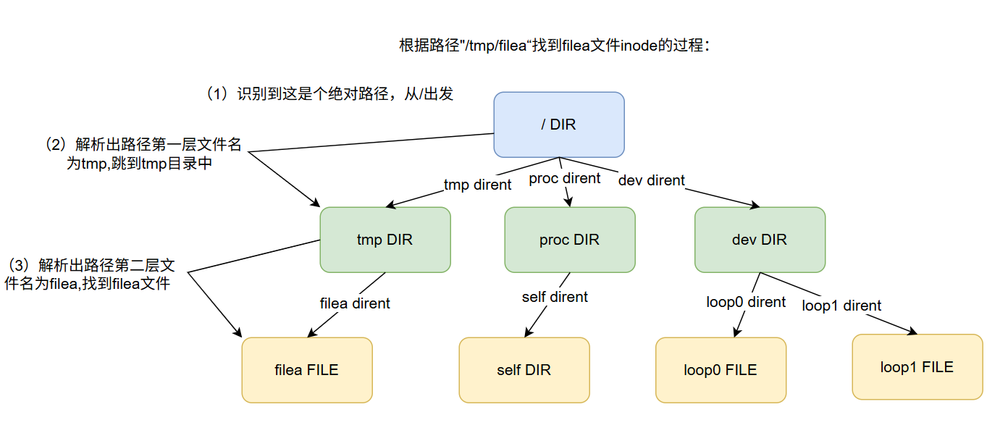 根据路径"/tmp/filea“找到filea文件inode的过程：
（1）识别到这是个绝对路径，从/出发
/ DIR
（2）解析出路径第一层文件名
为tmp,跳到tmp目录中
tmp dirent
proc dirent
dev dirent
tmp DIR
proc DIR
dev DIR
（3）解析出路径第二层文
件名为filea,找到filea文件
filea dirent
self dirent
loop0 dirent
loop1 dirent
filea FILE
self DIR
loop0 FILE
loop1 FILE